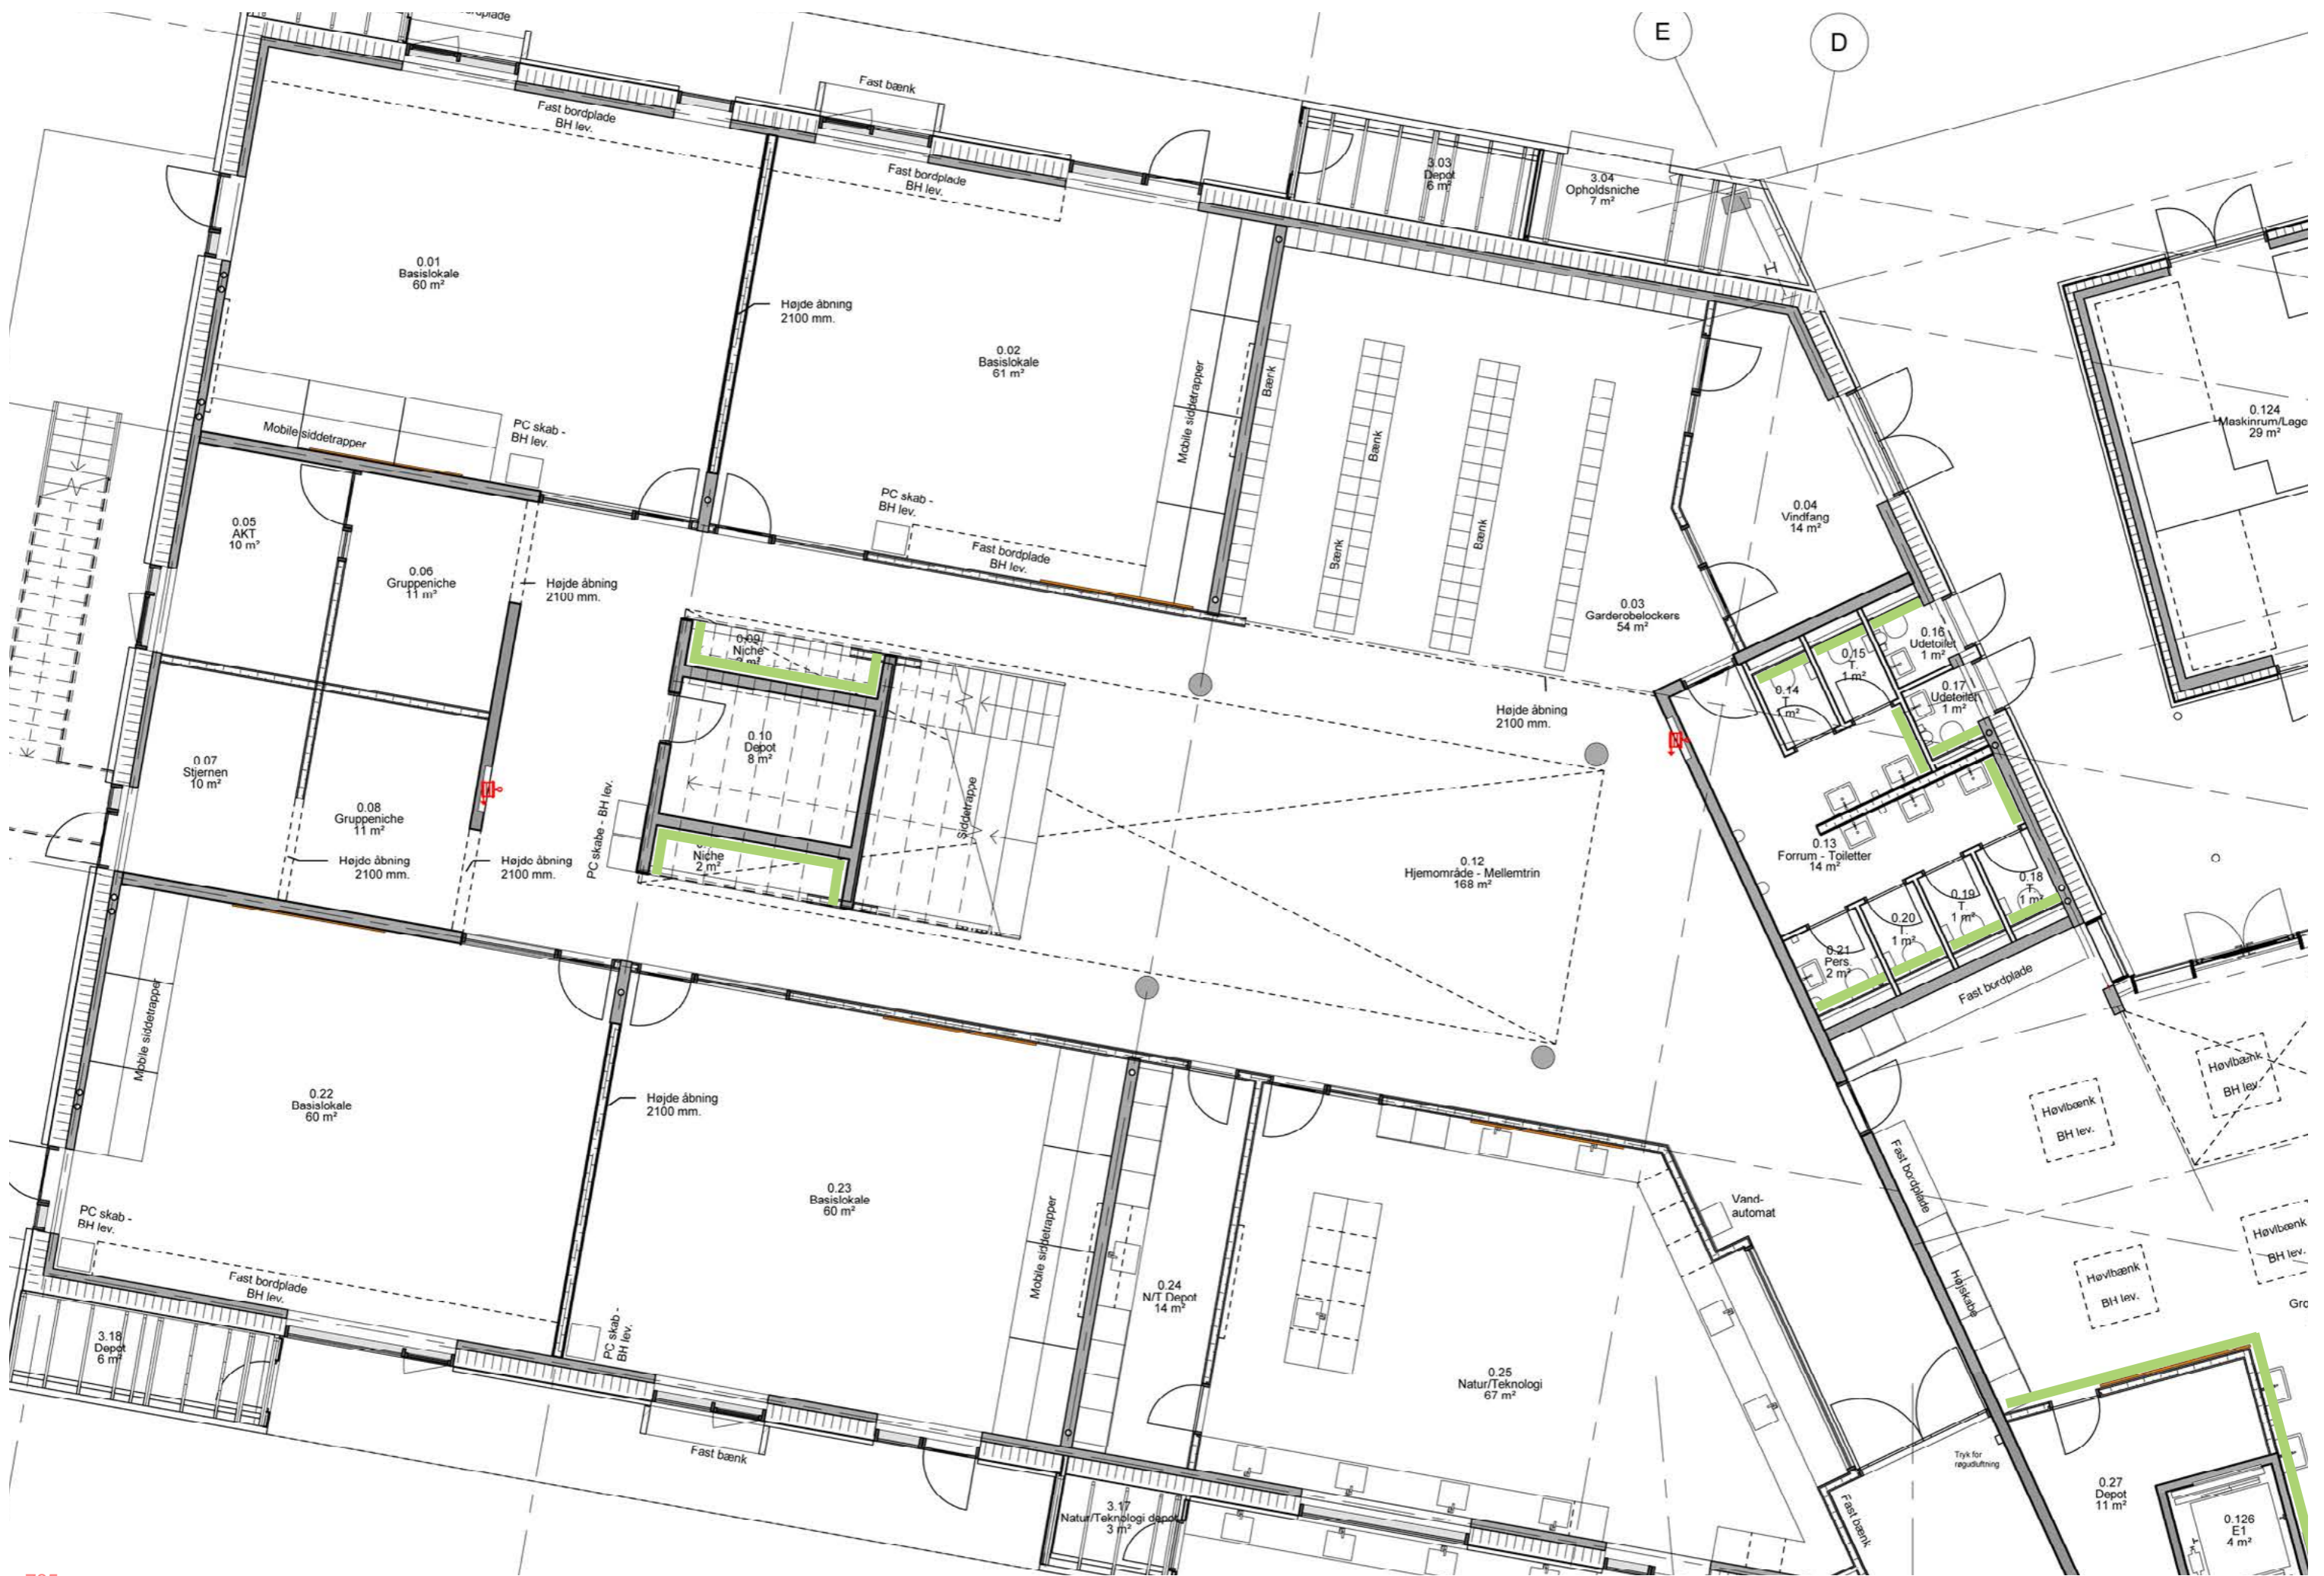 E
D
Fast bænk
Fast bordplade
BH lev.
3.03
Depot
6 m²
3.04
Opholdsniche
7 m²
Fast bordplade
BH lev.
0.01
Basislokale
60 m²
Højde åbning
2100 mm.
0.02
Basislokale
61 m²
Mobile siddetrapper
Bænk
Bænk
Bænk
Bænk
0.124
Maskinrum/Lage
29 m²
Mobile siddetrapper
PC skab -
BH lev.
PC skab -
BH lev.
Fast bordplade
BH lev.
0.04
Vindfang
14 m²
0.05
AKT
10 m²
0.06
Gruppeniche
11 m²
Højde åbning
2100 mm.
0.03
Garderobelockers
54 m²
0.09
Niche
2 m²
0.16
Udetoilet
1 m²
0.15
T.
1 m²
0.14
T.
1 m²
0.17
Udetoilet
1 m²
Højde åbning
2100 mm.
0.10
Depot
8 m²
0.07
Stjernen
10 m²
0.08
Gruppeniche
11 m²
Højde åbning
2100 mm.
Højde åbning
2100 mm.
PC skabe - BH lev.
Niche
2 m²
Siddetrappe
0.12
Hjemområde - Mellemtrin
168 m²
0.13
Forrum - Toiletter
14 m²
0.18
T.
1 m²
0.19
T.
1 m²
0.20
T.
1 m²
0.21
Pers.
2 m²
Fast bordplade
Mobile siddetrapper
0.22
Basislokale
60 m²
Højde åbning
2100 mm.
Høvlbænk
BH lev.
Høvlbænk
BH lev.
0.23
Basislokale
60 m²
Mobile siddetrapper
Vand-
automat
Fast bordplade
Højskabe
Høvlbænk
BH lev.
Høvlbænk
BH lev.
Gro
PC skab -
BH lev.
Fast bordplade
BH lev.
PC skab -
BH lev.
0.24
N/T Depot
14 m²
3.18
Depot
6 m²
0.25
Natur/Teknologi
67 m²
Fast bænk
Tryk for
røgudluftning
0.27
Depot
11 m²
3.17
Natur/Teknologi depot
3 m²
Fast bænk
0.126
E1
4 m²